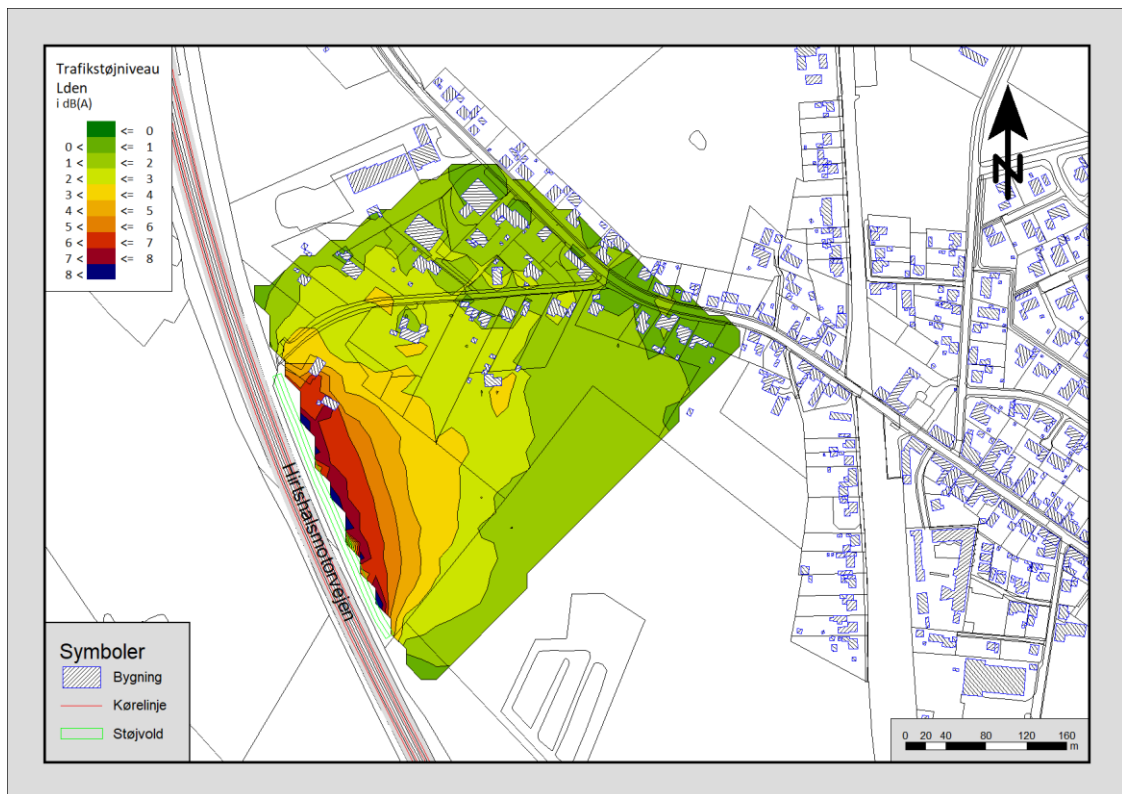 Trafikstøjniveau
Lden
i dB(A)
<= 0
0 < <= 1
1 < <= 2
2 < <= 3
3 < <= 4
4 < <= 5
5 < <= 6
6 < <= 7
7 < <= 8
8 <
N
Hirtshalsmotorvejen
Symboler
Bygning
Kørelinje
Støjvold
0 20 40 80 120 160
m